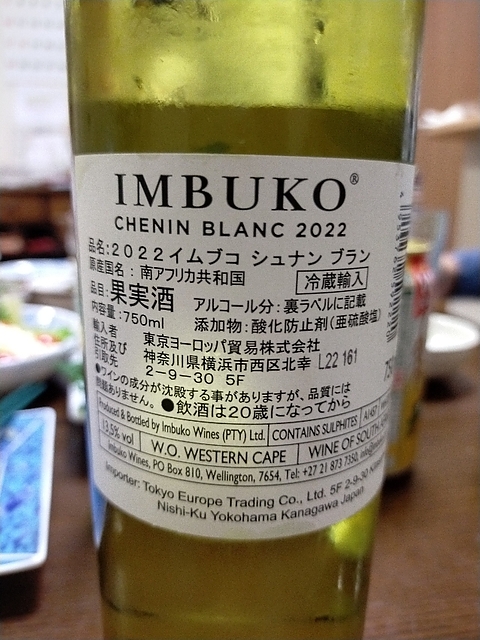 IMBUKO®
CHENIN BLANC 2022
品名:2022イムブコ シュナン ブラン
原産国名:南アフリカ共和国 冷蔵輸入
品目:果実酒 アルコール分:裏ラベルに記載
内容量:750ml 添加物:酸化防止剤(亜硫酸塩)
輸入者 東京ヨーロッパ貿易株式会社
住所及び 神奈川県横浜市西区北幸 L22 161
引取先 2-9-30 5F
●ワインの成分が沈殿する事がありますが、品質には
問題ありません。●飲酒は20歳になってから
Produced & Bottled by Imbuko Wines (PTY) Ltd. CONTAINS SULPHITES A1487
13.5% vol W.O. WESTERN CAPE WINE OF SOUTH
Imbuko Wines, PO Box 810, Wellington, 7654, Tel: +27 21 873 7350,
Importer: Tokyo Europe Trading Co., Ltd. 5F 2-9-30
Nishi-Ku Yokohama Kanagawa Japan